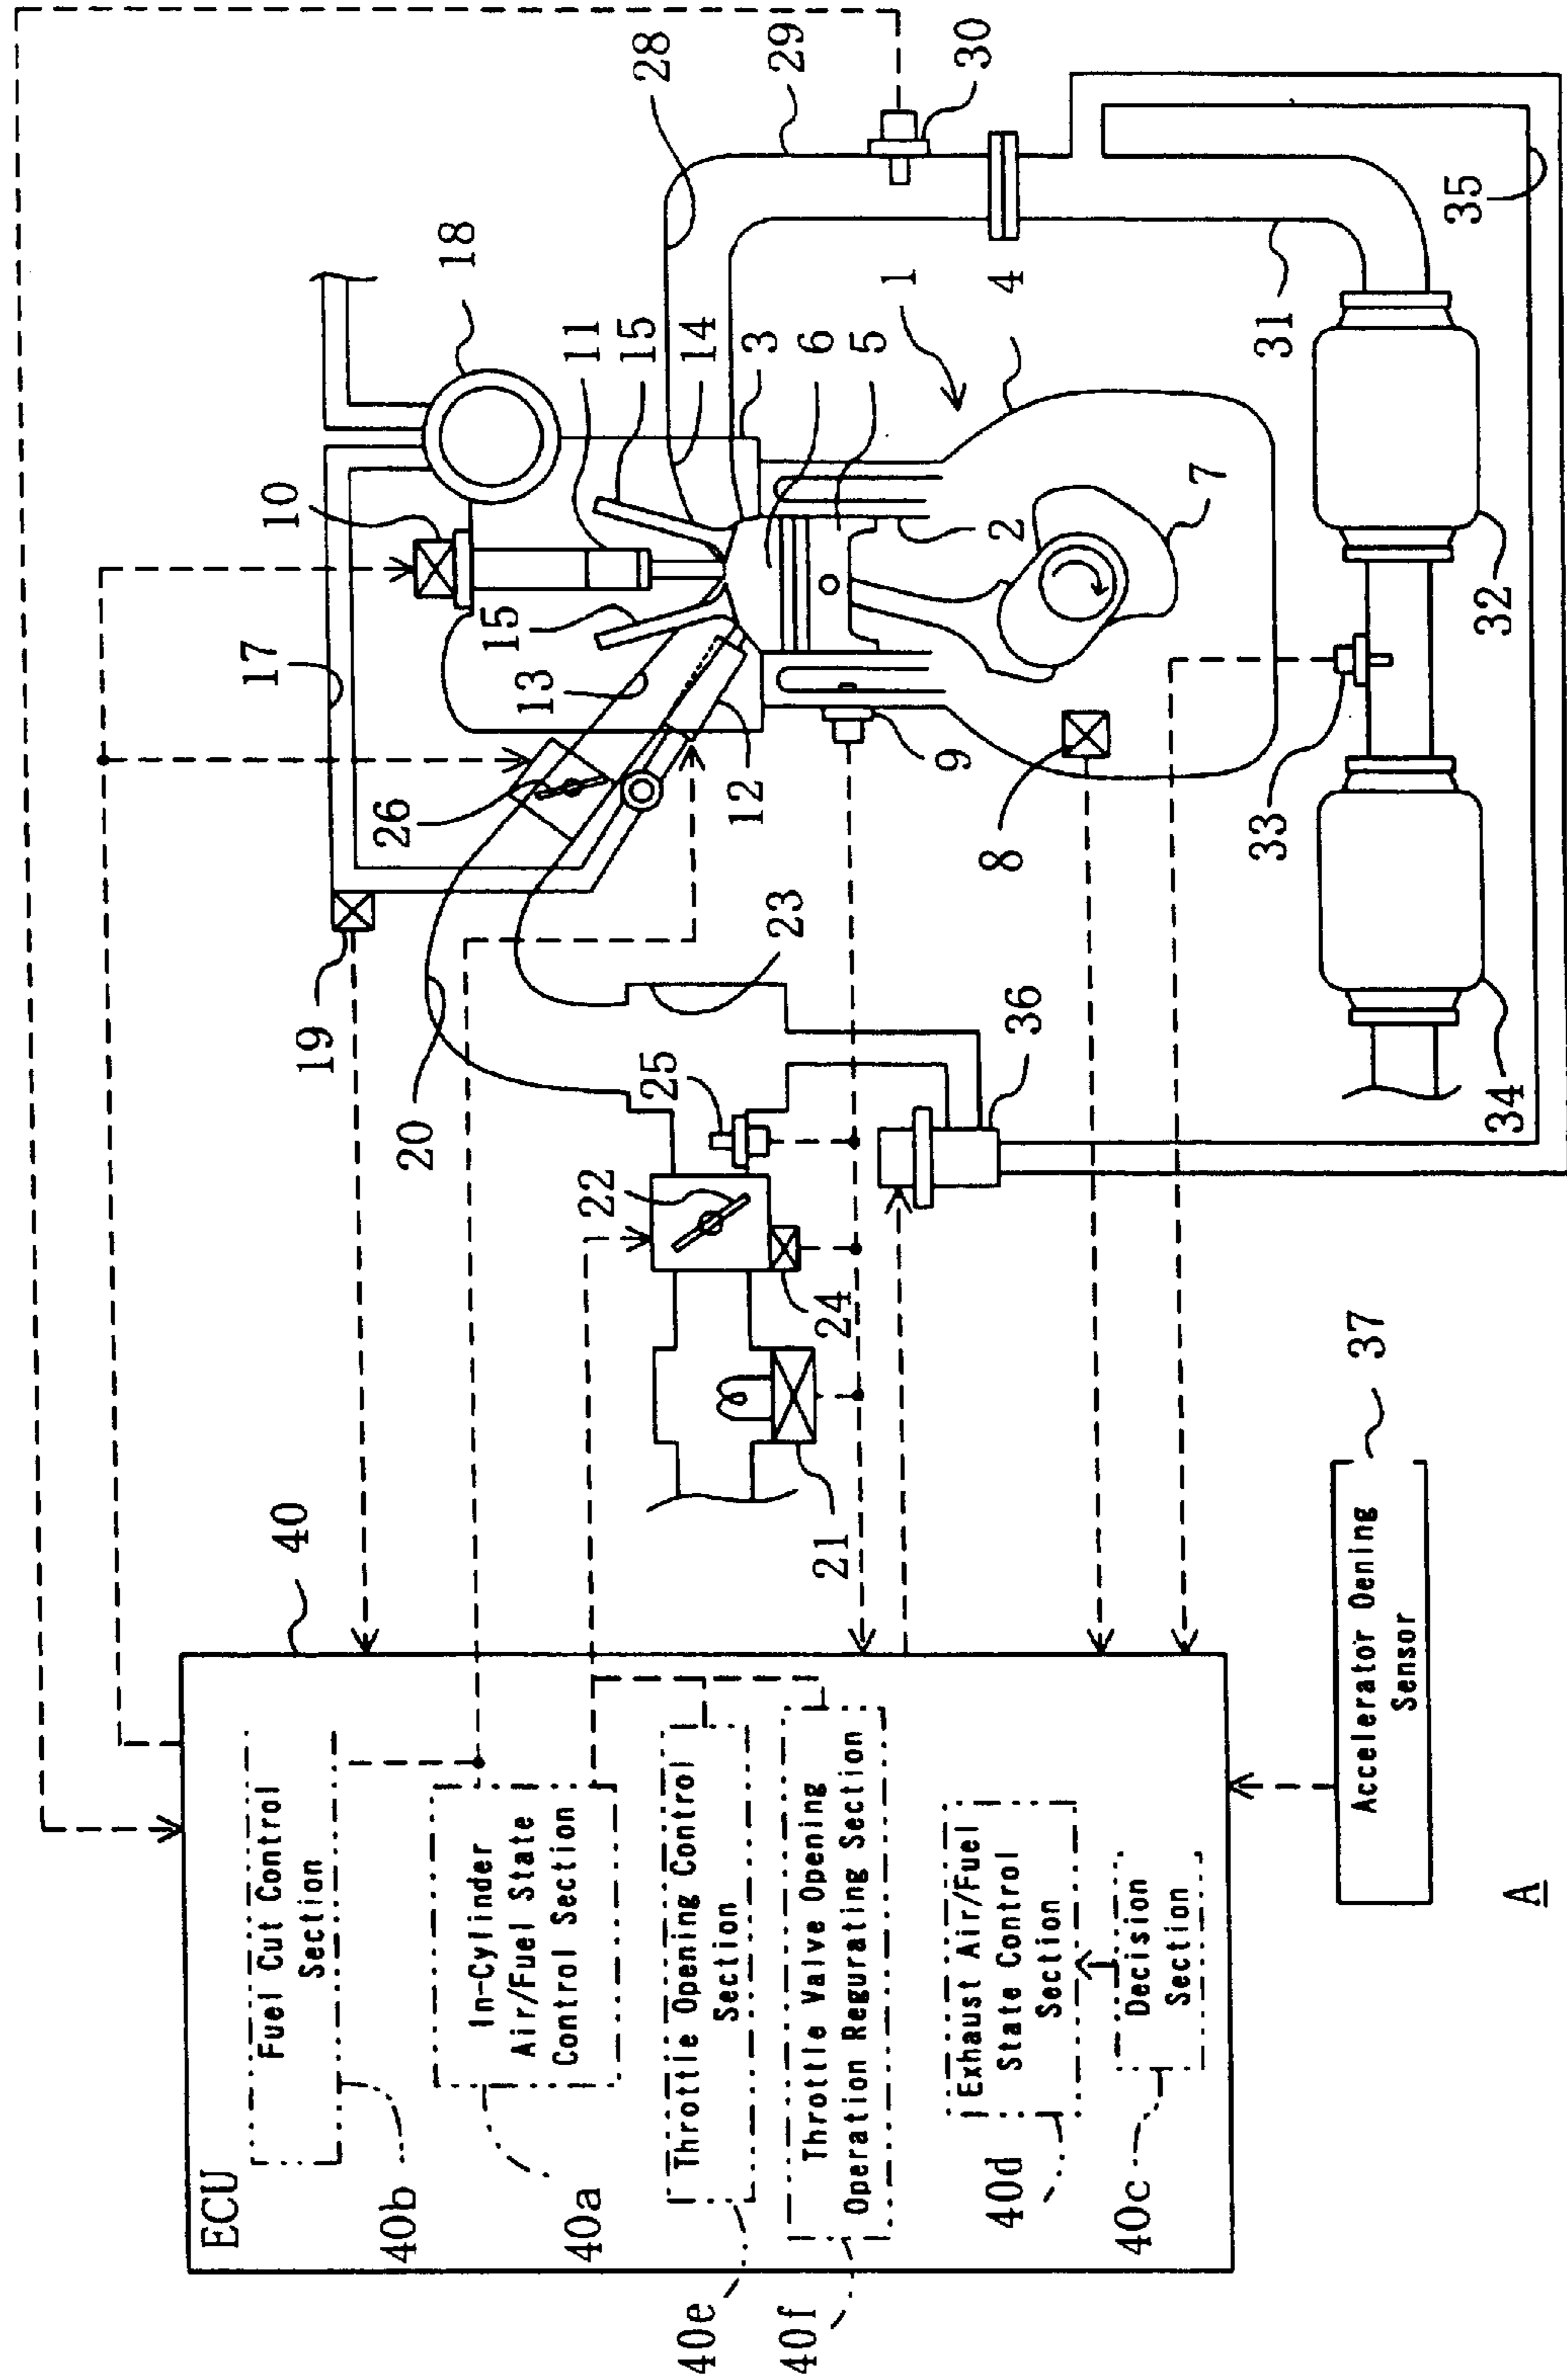 ECU
40
Fuel Cut Control
Section
40b
In-Cylinder
Air/Fuel State
Control Section
40a
Throttle Opening Control
Section
40e
Throttle Valve Opening
Operation Regurating Section
40f
Exhaust Air/Fuel
State Control
Section
40d
Decision
Section
40c
Accelerator Oening
Sensor
37
A
19
20
21
22
23
24
25
26
36
17
10
18
11
15
15
14
13
12
3
6
5
1
4
2
7
9
8
28
29
30
31
32
33
34
35